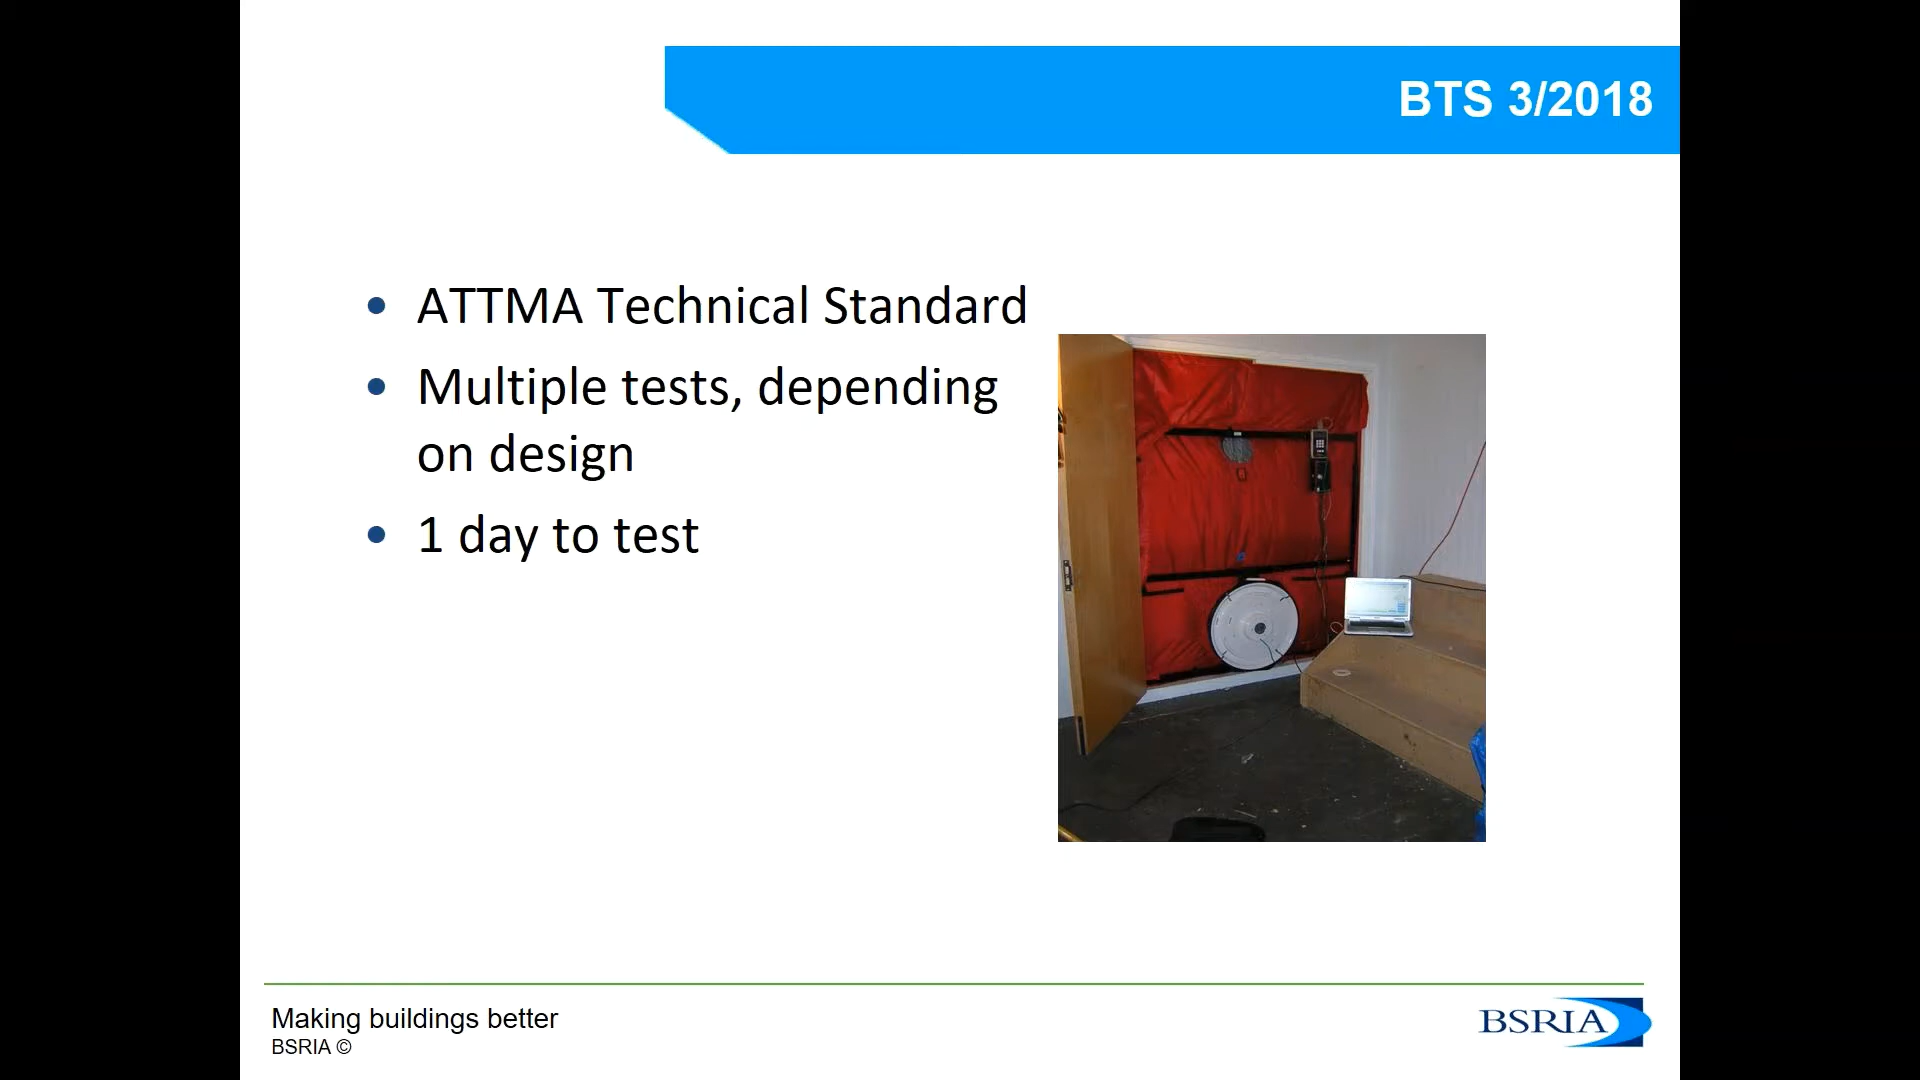 BTS 3/2018
• ATTMA Technical Standard
• Multiple tests, depending
on design
• 1 day to test
Making buildings better
BSRIA ©
BSRIA